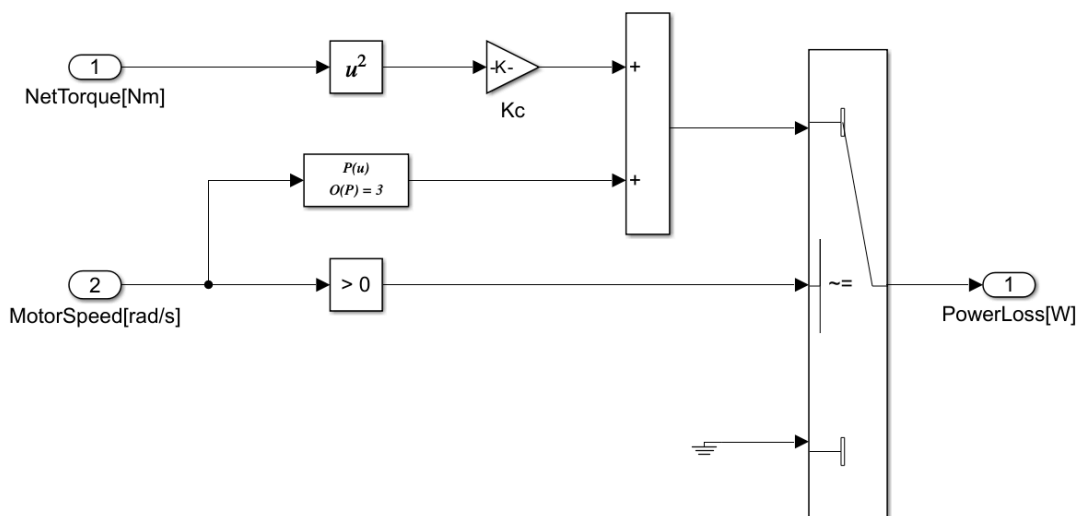 1
NetTorque[Nm]
u²
-K-
Kc
+
P(u)
O(P) = 3
+
2
MotorSpeed[rad/s]
> 0
~=
1
PowerLoss[W]